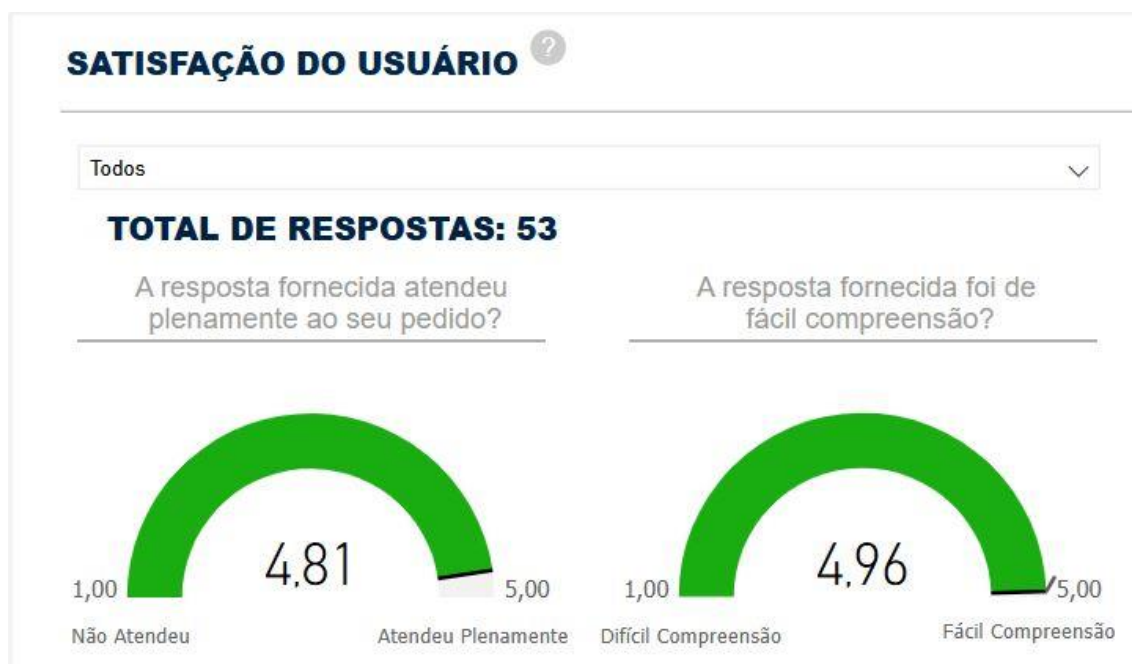 SATISFAÇÃO DO USUÁRIO ?
Todos
TOTAL DE RESPOSTAS: 53
A resposta fornecida atendeu
plenamente ao seu pedido?
A resposta fornecida foi de
fácil compreensão?
4,81
1,00
5,00
Não Atendeu
Atendeu Plenamente
4,96
1,00
5,00
Difícil Compreensão
Fácil Compreensão